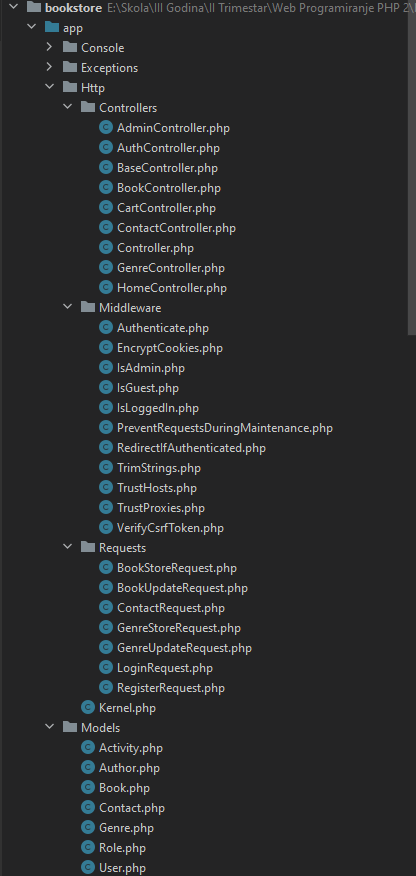 bookstore E:\Skola\III Godina\II Trimestar\Web Programiranje PHP 2\
app
Console
Exceptions
Http
Controllers
AdminController.php
AuthController.php
BaseController.php
BookController.php
CartController.php
ContactController.php
Controller.php
GenreController.php
HomeController.php
Middleware
Authenticate.php
EncryptCookies.php
IsAdmin.php
IsGuest.php
IsLoggedIn.php
PreventRequestsDuringMaintenance.php
RedirectIfAuthenticated.php
TrimStrings.php
TrustHosts.php
TrustProxies.php
VerifyCsrfToken.php
Requests
BookStoreRequest.php
BookUpdateRequest.php
ContactRequest.php
GenreStoreRequest.php
GenreUpdateRequest.php
LoginRequest.php
RegisterRequest.php
Kernel.php
Models
Activity.php
Author.php
Book.php
Contact.php
Genre.php
Role.php
User.php